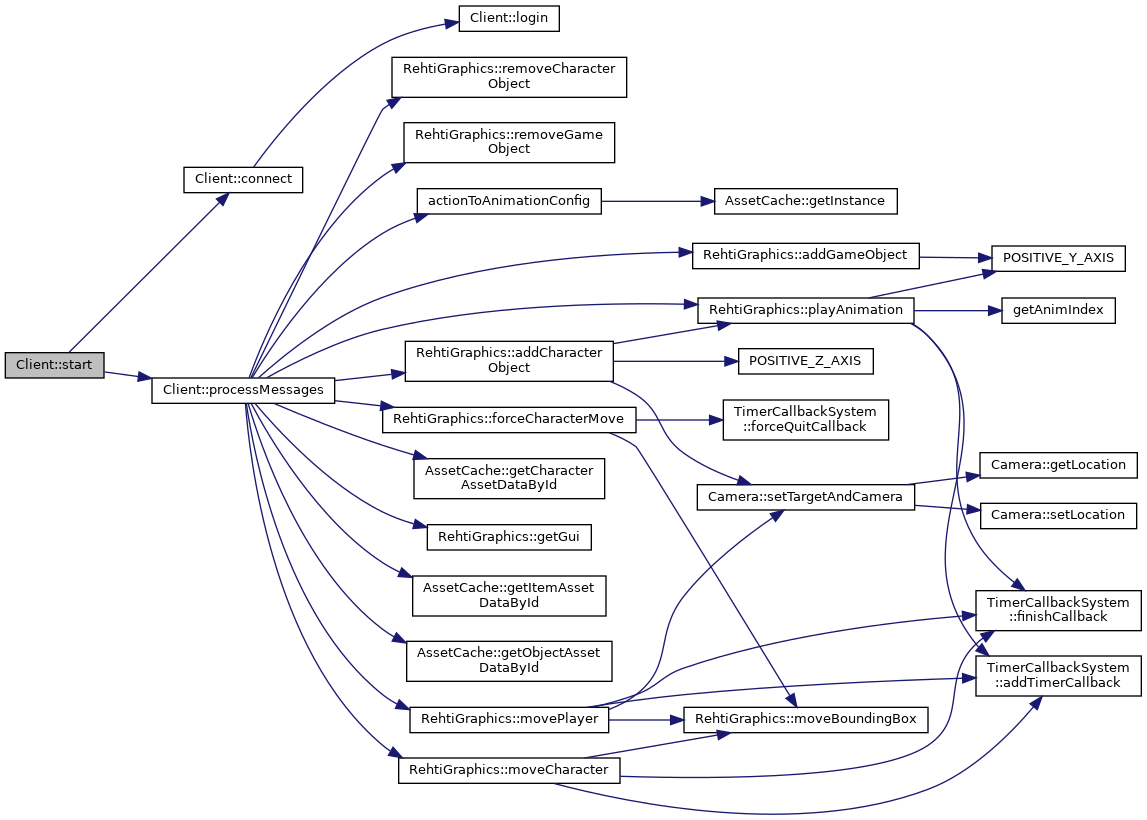 Client::login
RehtiGraphics::removeCharacter
Object
RehtiGraphics::removeGame
Object
Client::connect
actionToAnimationConfig
AssetCache::getInstance
RehtiGraphics::addGameObject
POSITIVE_Y_AXIS
RehtiGraphics::playAnimation
getAnimIndex
Client::start
RehtiGraphics::addCharacter
Object
POSITIVE_Z_AXIS
Client::processMessages
RehtiGraphics::forceCharacterMove
TimerCallbackSystem
::forceQuitCallback
AssetCache::getCharacter
AssetDataById
Camera::getLocation
Camera::setTargetAndCamera
Camera::setLocation
RehtiGraphics::getGui
AssetCache::getItemAsset
DataById
TimerCallbackSystem
::finishCallback
AssetCache::getObjectAsset
DataById
TimerCallbackSystem
::addTimerCallback
RehtiGraphics::movePlayer
RehtiGraphics::moveBoundingBox
RehtiGraphics::moveCharacter